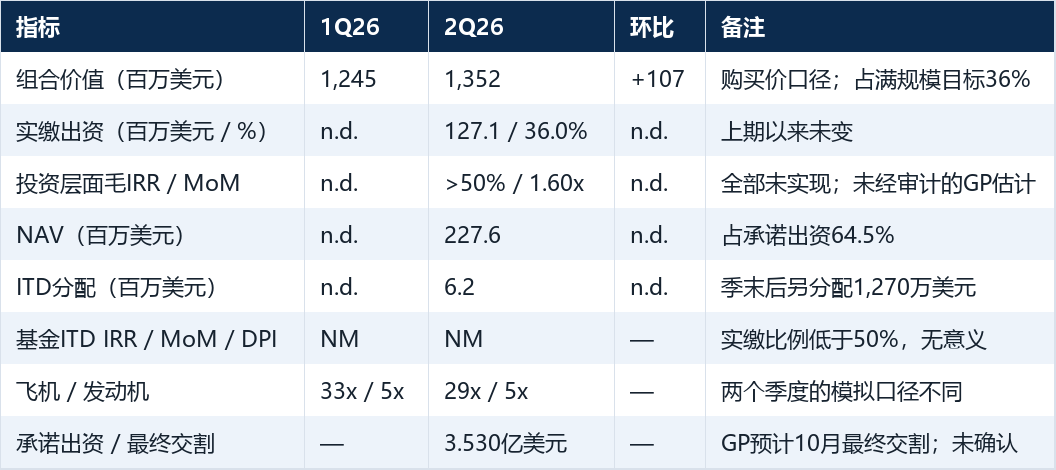 指标 1Q26 2Q26 环比 备注
组合价值（百万美元） 1,245 1,352 +107 购买价口径；占满规模目标36%
实缴出资（百万美元 / %） n.d. 127.1 / 36.0% n.d. 上期以来未变
投资层面毛IRR / MoM n.d. >50% / 1.60x n.d. 全部未实现；未经审计的GP估计
NAV（百万美元） n.d. 227.6 n.d. 占承诺出资64.5%
ITD分配（百万美元） n.d. 6.2 n.d. 季末后另分配1,270万美元
基金ITD IRR / MoM / DPI NM NM — 实缴比例低于50%，无意义
飞机 / 发动机 33x / 5x 29x / 5x — 两个季度的模拟口径不同
承诺出资 / 最终交割 — 3.530亿美元 — GP预计10月最终交割；未确认